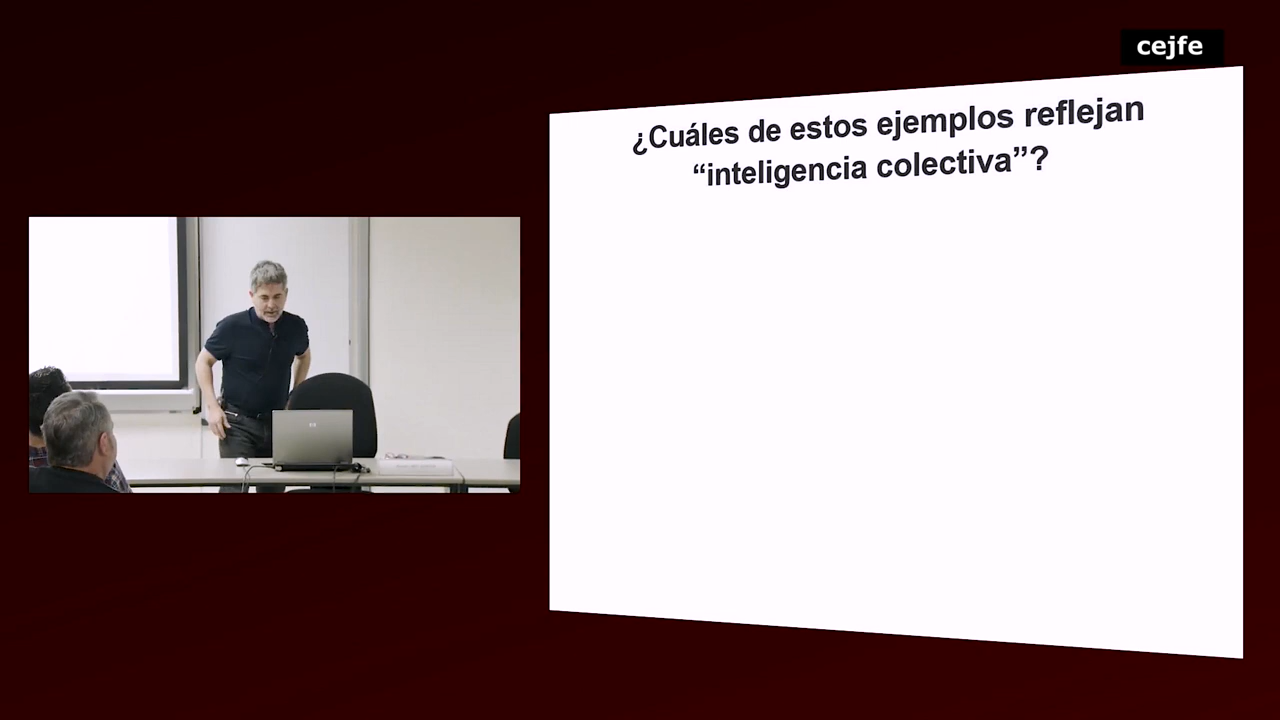 cejfe
¿Cuáles de estos ejemplos reflejan
“inteligencia colectiva”?